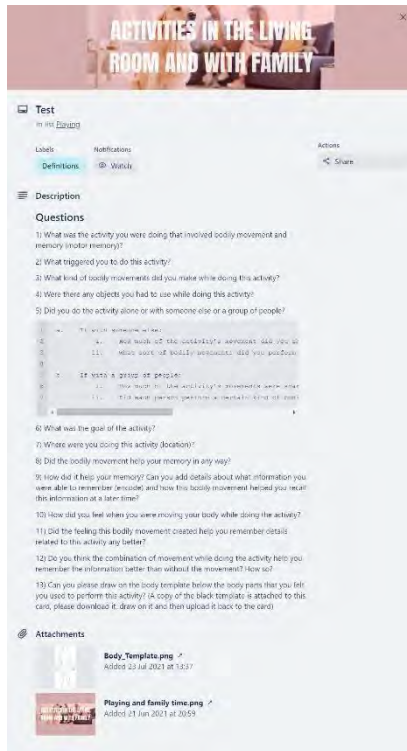 ACTIVITIES IN THE LIVING
ROOM AND WITH FAMILY
Test
in list Playing
Labels
Notifications
Actions
Definitions
Watch
Share
Description
Questions
1) What was the activity you were doing that involved bodily movement and
memory (motor memory)?
2) What triggered you to do this activity?
3) What kind of bodily movements did you make while doing this activity?
4) Were there any objects you had to use while doing this activity?
5) Did you do the activity alone or with someone else or a group of people?
a. If with someone else:
i. How much of the activity's movement did you
ii. What sort of bodily movements did you perform
If with a group of people:
i. How much of the activity's movements were
ii. Did each person perform a certain kind of
6) What was the goal of the activity?
7) Where were you doing this activity (location)?
8) Did the bodily movement help your memory in any way?
9) How did it help your memory? Can you add details about what information you
were able to remember (encode) and how this bodily movement helped you recall
this information at a later time?
10) How did you feel when you were moving your body while doing the activity?
11) Did the feeling this bodily movement created help you remember details
related to this activity any better?
12) Do you think the combination of movement while doing the activity help you
remember the information better than without the movement? How so?
13) Can you please draw on the body template below the body parts that you felt
you used to perform this activity? (A copy of the black template is attached to this
card, please download it, draw on it and then upload it back to the card)
Attachments
Body_Template.png
Added 23 Jul 2021 at 13:37
Playing and family time.png
Added 21 Jun 2021 at 20:59